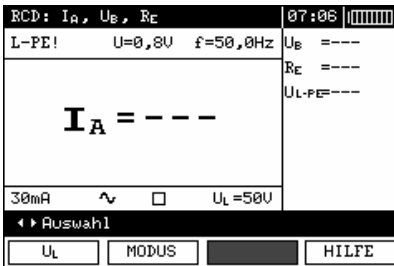 RCD: IA, UB, RE 07:06
L-PE! U=0,8V f=50,0Hz
UB =---
RE =---
UL-PE=---
IA = ---
30mA ∿ □ UL =50V
Auswahl
UL MODUS HILFE